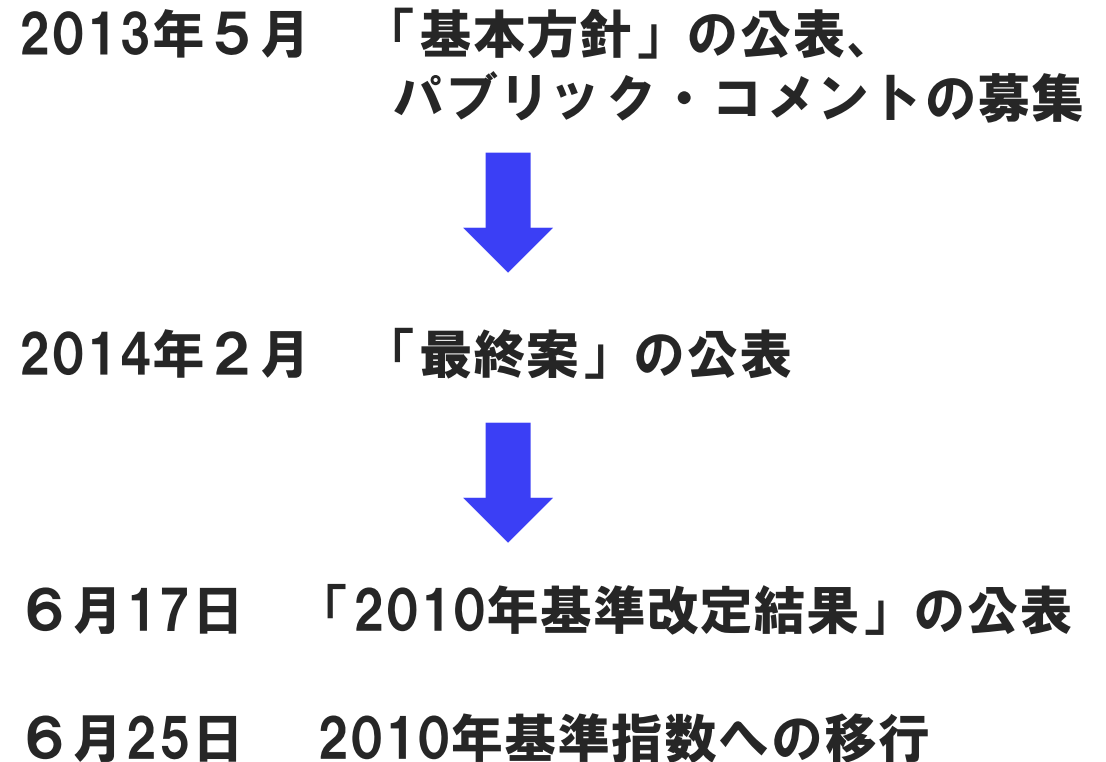 2013年５月　「基本方針」の公表、
パブリック・コメントの募集
2014年２月　「最終案」の公表
６月17日　「2010年基準改定結果」の公表
６月25日　2010年基準指数への移行